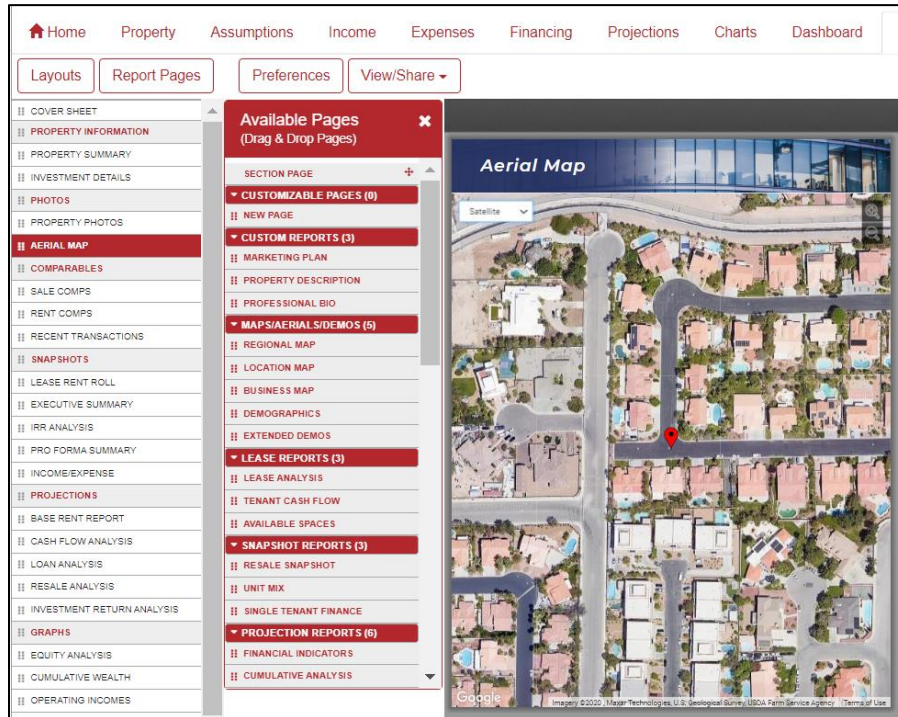 Home Property Assumptions Income Expenses Financing Projections Charts Dashboard
Layouts Report Pages Preferences View/Share
COVER SHEET
PROPERTY INFORMATION
PROPERTY SUMMARY
INVESTMENT DETAILS
PHOTOS
PROPERTY PHOTOS
AERIAL MAP
COMPARABLES
SALE COMPS
RENT COMPS
RECENT TRANSACTIONS
SNAPSHOTS
LEASE RENT ROLL
EXECUTIVE SUMMARY
IRR ANALYSIS
PRO FORMA SUMMARY
INCOME/EXPENSE
PROJECTIONS
BASE RENT REPORT
CASH FLOW ANALYSIS
LOAN ANALYSIS
RESALE ANALYSIS
INVESTMENT RETURN ANALYSIS
GRAPHS
EQUITY ANALYSIS
CUMULATIVE WEALTH
OPERATING INCOMES
Available Pages
(Drag & Drop Pages)
SECTION PAGE
CUSTOMIZABLE PAGES (0)
NEW PAGE
CUSTOM REPORTS (3)
MARKETING PLAN
PROPERTY DESCRIPTION
PROFESSIONAL BIO
MAPS/AERIALS/DEMOS (5)
REGIONAL MAP
LOCATION MAP
BUSINESS MAP
DEMOGRAPHICS
EXTENDED DEMOS
LEASE REPORTS (3)
LEASE ANALYSIS
TENANT CASH FLOW
AVAILABLE SPACES
SNAPSHOT REPORTS (3)
RESALE SNAPSHOT
UNIT MIX
SINGLE TENANT FINANCE
PROJECTION REPORTS (6)
FINANCIAL INDICATORS
CUMULATIVE ANALYSIS
Aerial Map
Satellite
Google
Imagery ©2020 , Maxar Technologies, U.S. Geological Survey, USDA Farm Service Agency Terms of Use